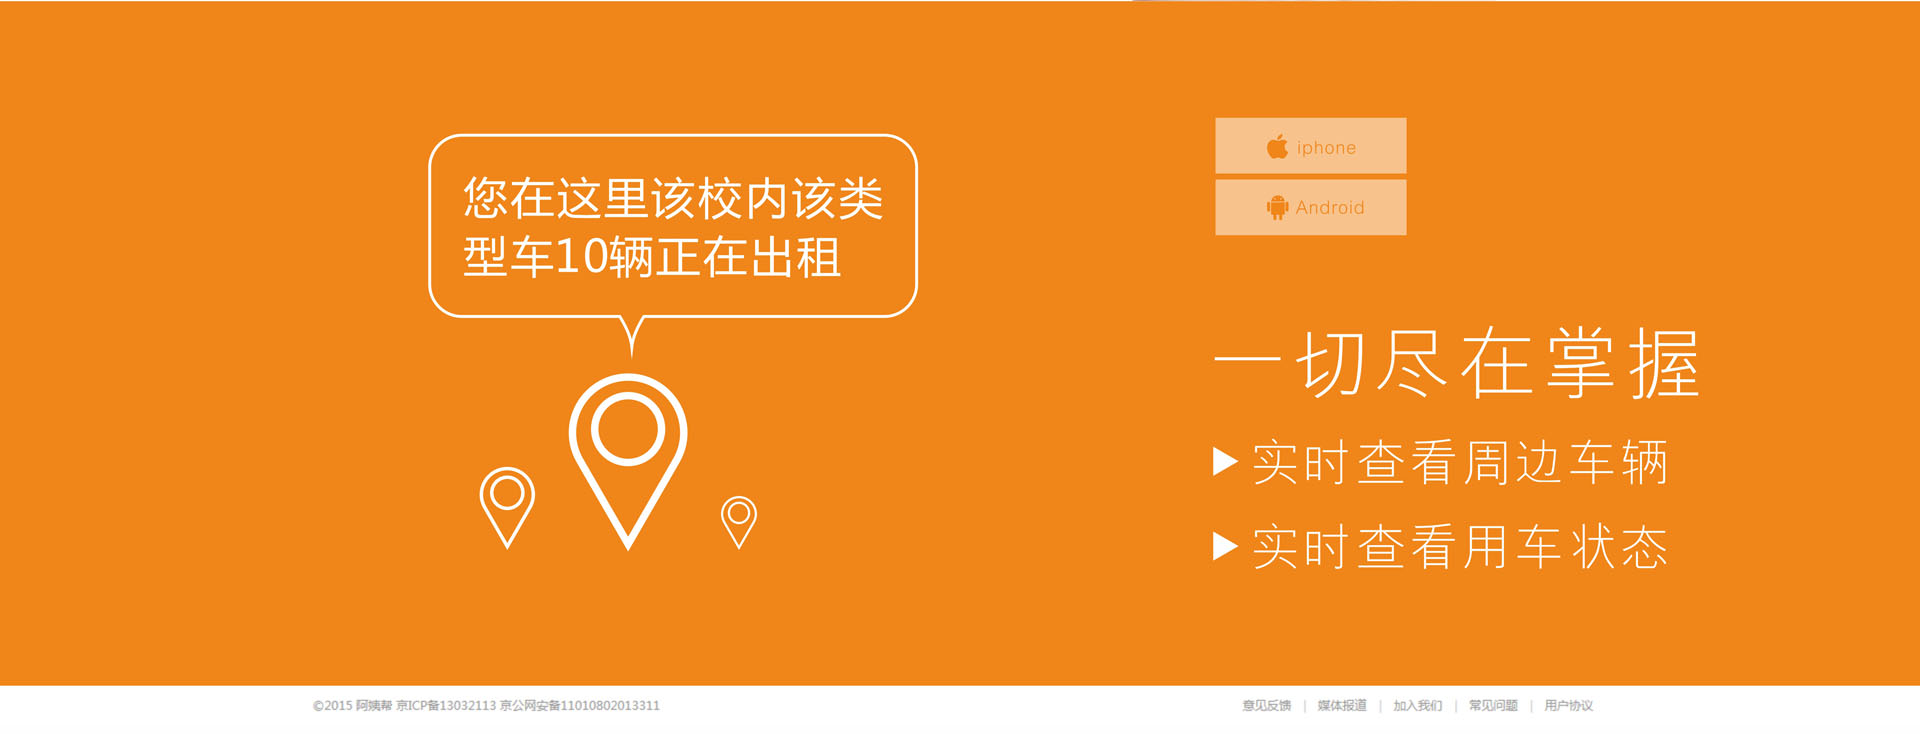 您在这里该校内该类
型车10辆正在出租
iphone
Android
一切尽在掌握
实时查看周边车辆
实时查看用车状态
©2015 阿姨帮 京ICP备13032113 京公网安备11010802013311
意见反馈 | 媒体报道 | 加入我们 | 常见问题 | 用户协议